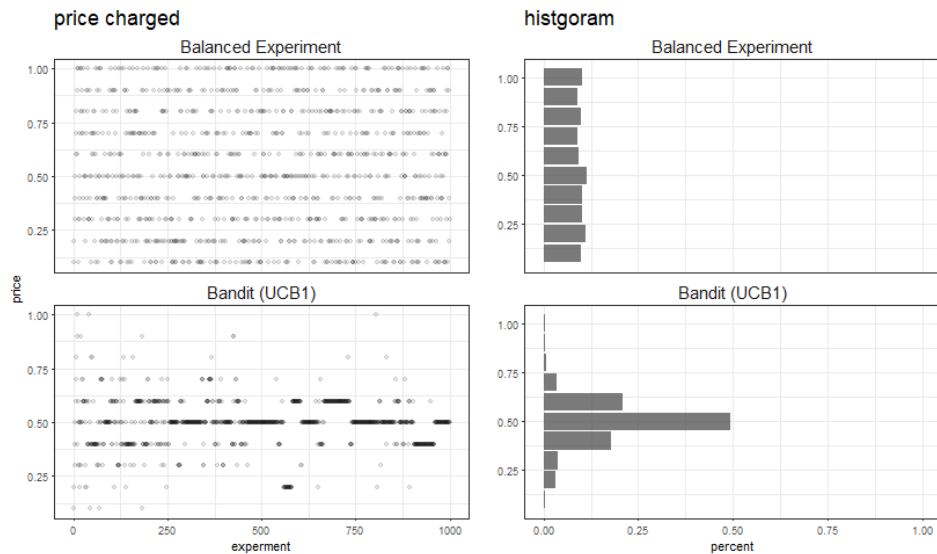 price charged
histgoram
Balanced Experiment
Balanced Experiment
1.00
0.75
0.50
0.25
1.00
0.75
0.50
0.25
price
Bandit (UCB1)
Bandit (UCB1)
1.00
0.75
0.50
0.25
1.00
0.75
0.50
0.25
0 250 500 750 1000
0.00 0.25 0.50 0.75 1.00
experment
percent